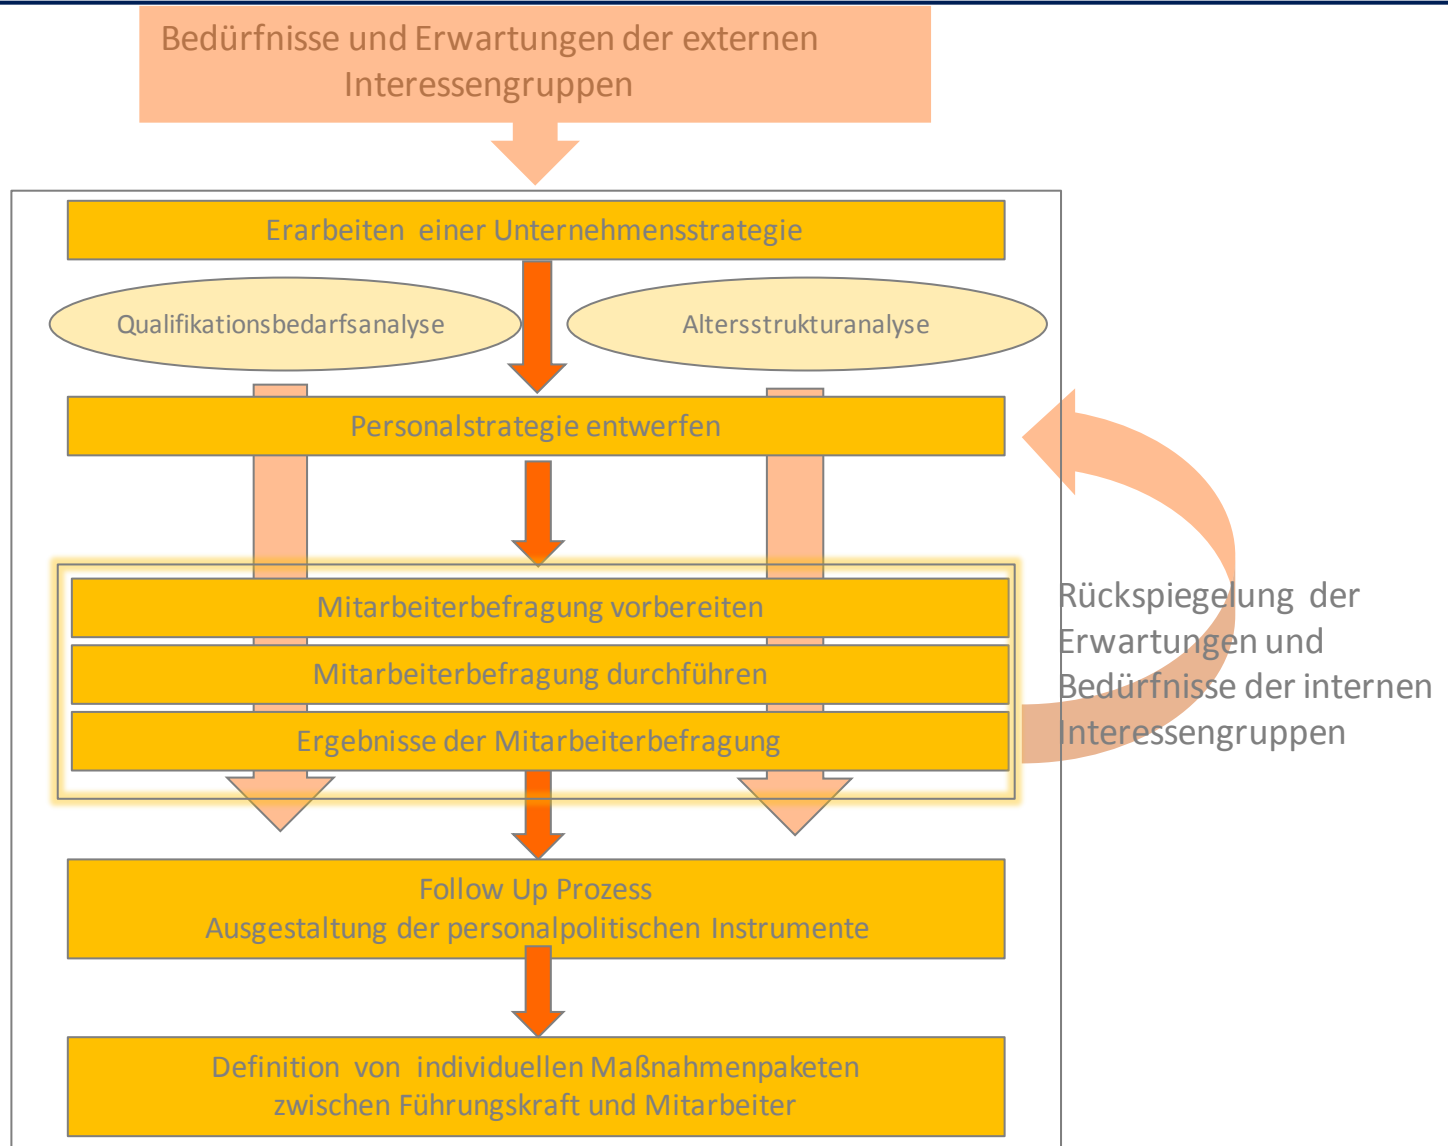 Bedürfnisse und Erwartungen der externen
Interessengruppen
Erarbeiten einer Unternehmensstrategie
Qualifikationsbedarfsanalyse
Altersstrukturanalyse
Personalstrategie entwerfen
Mitarbeiterbefragung vorbereiten
Mitarbeiterbefragung durchführen
Ergebnisse der Mitarbeiterbefragung
Rückspiegelung der
Erwartungen und
Bedürfnisse der internen
Interessengruppen
Follow Up Prozess
Ausgestaltung der personalpolitischen Instrumente
Definition von individuellen Maßnahmenpaketen
zwischen Führungskraft und Mitarbeiter